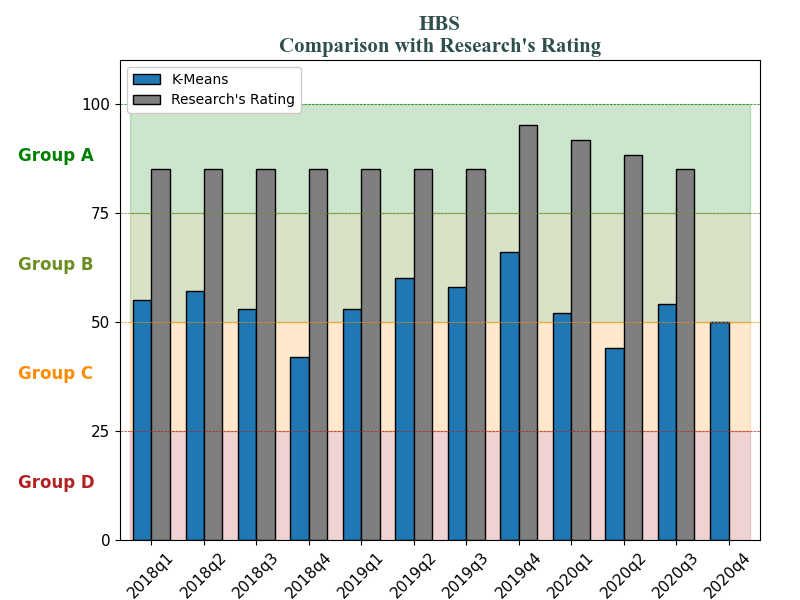 HBS
Comparison with Research's Rating
K-Means
Research's Rating
100
Group A
75
Group B
50
Group C
25
Group D
0
2018q1
2018q2
2018q3
2018q4
2019q1
2019q2
2019q3
2019q4
2020q1
2020q2
2020q3
2020q4